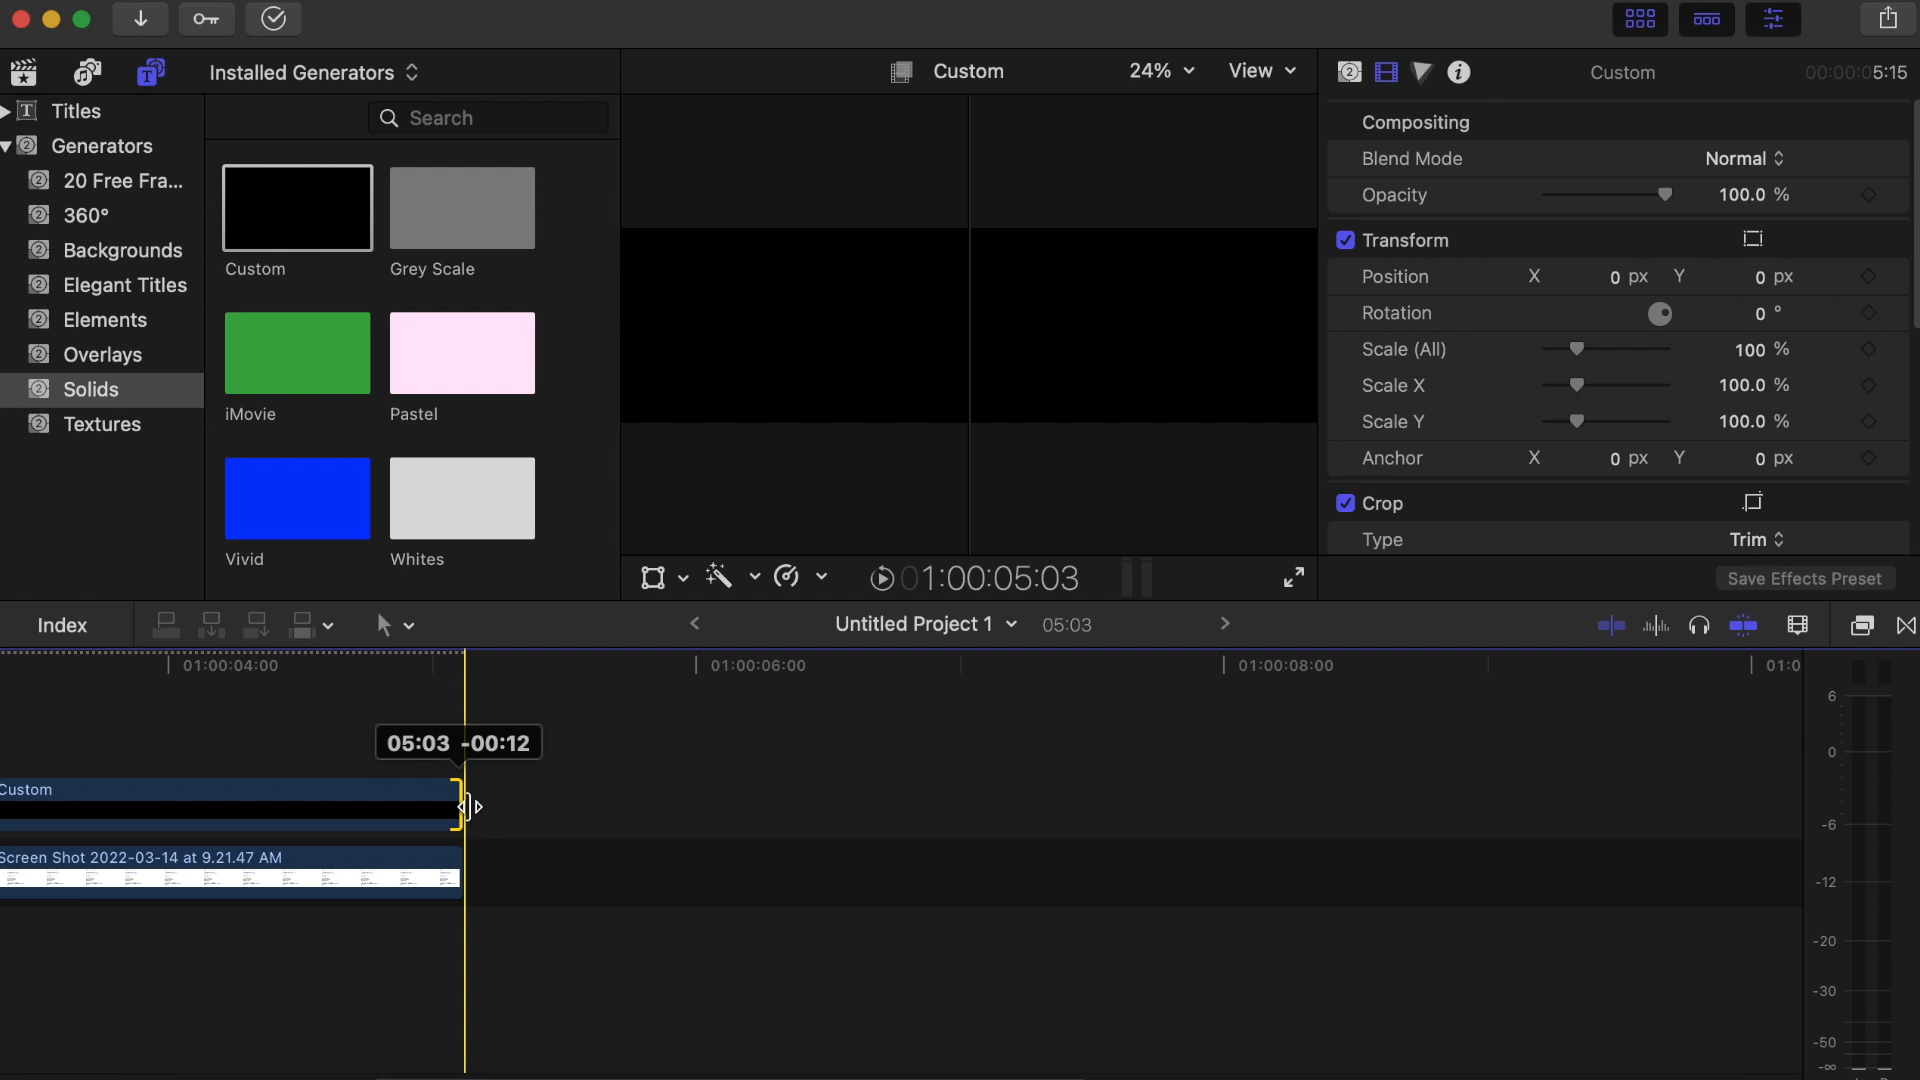 Installed Generators
Custom
24%
View
Custom
00:00:05:15
Titles
Generators
20 Free Fra...
360°
Backgrounds
Elegant Titles
Elements
Overlays
Solids
Textures
Search
Custom
Grey Scale
iMovie
Pastel
Vivid
Whites
Compositing
Blend Mode Normal
Opacity 100.0 %
Transform
Position X 0 px Y 0 px
Rotation 0 °
Scale (All) 100 %
Scale X 100.0 %
Scale Y 100.0 %
Anchor X 0 px Y 0 px
Crop
Type Trim
Save Effects Preset
01:00:05:03
Index
Untitled Project 1
05:03
01:00:04:00
01:00:06:00
01:00:08:00
01:0
05:03 -00:12
Custom
Screen Shot 2022-03-14 at 9.21.47 AM
6
0
-6
-12
-20
-30
-50
-∞